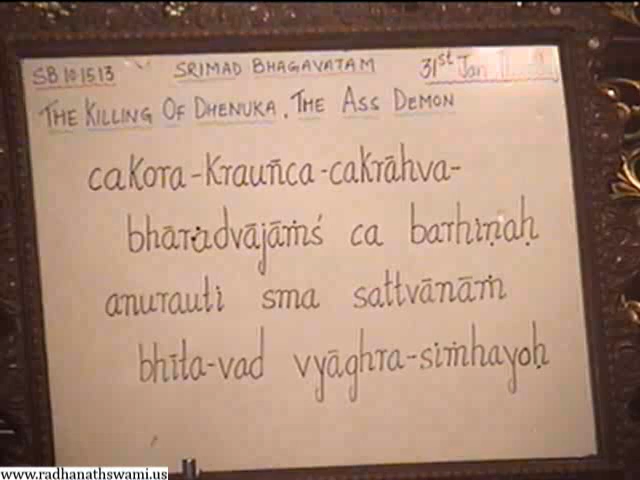 SB 10.15.13 SRIMAD BHAGAVATAM 31st Jan
THE KILLING OF DHENUKA, THE ASS DEMON
cakora-krauñca-cakrāhva-
bhāradvājāṁś ca barhiṇaḥ
anurauti sma sattvānāṁ
bhīta-vad vyāghra-siṁhayoḥ
www.radhanathswami.us